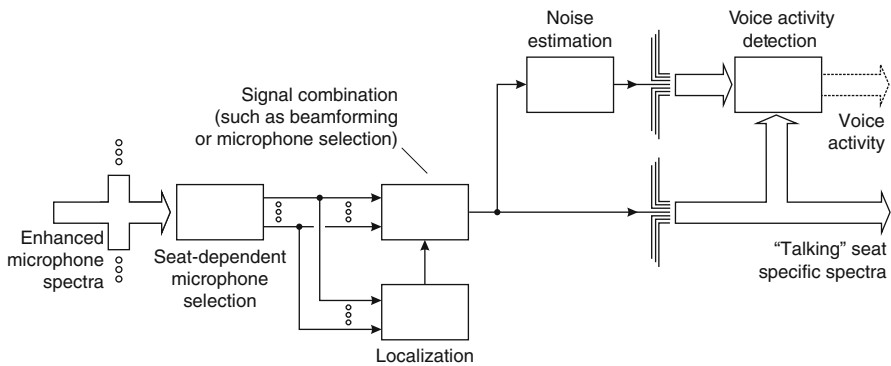 Noise
estimation
Voice activity
detection
Signal combination
(such as beamforming
or microphone selection)
Voice
activity
Enhanced
microphone
spectra
Seat-dependent
microphone
selection
“Talking” seat
specific spectra
Localization